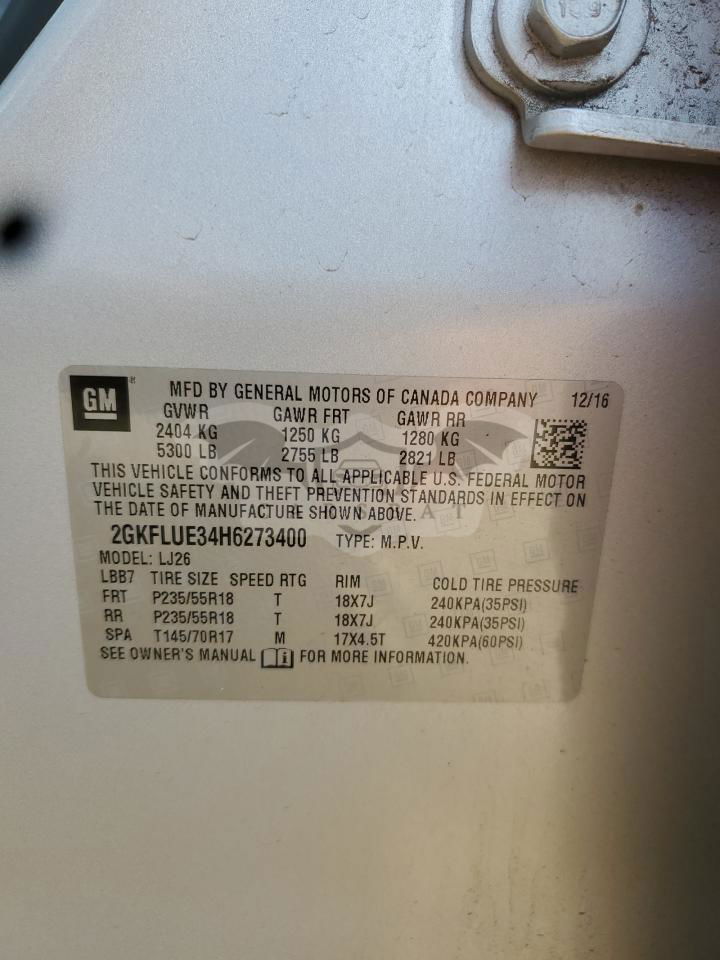 GM
MFD BY GENERAL MOTORS OF CANADA COMPANY 12/16
GVWR GAWR FRT GAWR RR
2404 KG 1250 KG 1280 KG
5300 LB 2755 LB 2821 LB
THIS VEHICLE CONFORMS TO ALL APPLICABLE U.S. FEDERAL MOTOR
VEHICLE SAFETY AND THEFT PREVENTION STANDARDS IN EFFECT ON
THE DATE OF MANUFACTURE SHOWN ABOVE.
2GKFLUE34H6273400 TYPE: M.P.V.
MODEL: LJ26
LBB7 TIRE SIZE SPEED RTG RIM COLD TIRE PRESSURE
FRT P235/55R18 T 18X7J 240KPA(35PSI)
RR P235/55R18 T 18X7J 240KPA(35PSI)
SPA T145/70R17 M 17X4.5T 420KPA(60PSI)
SEE OWNER'S MANUAL FOR MORE INFORMATION.